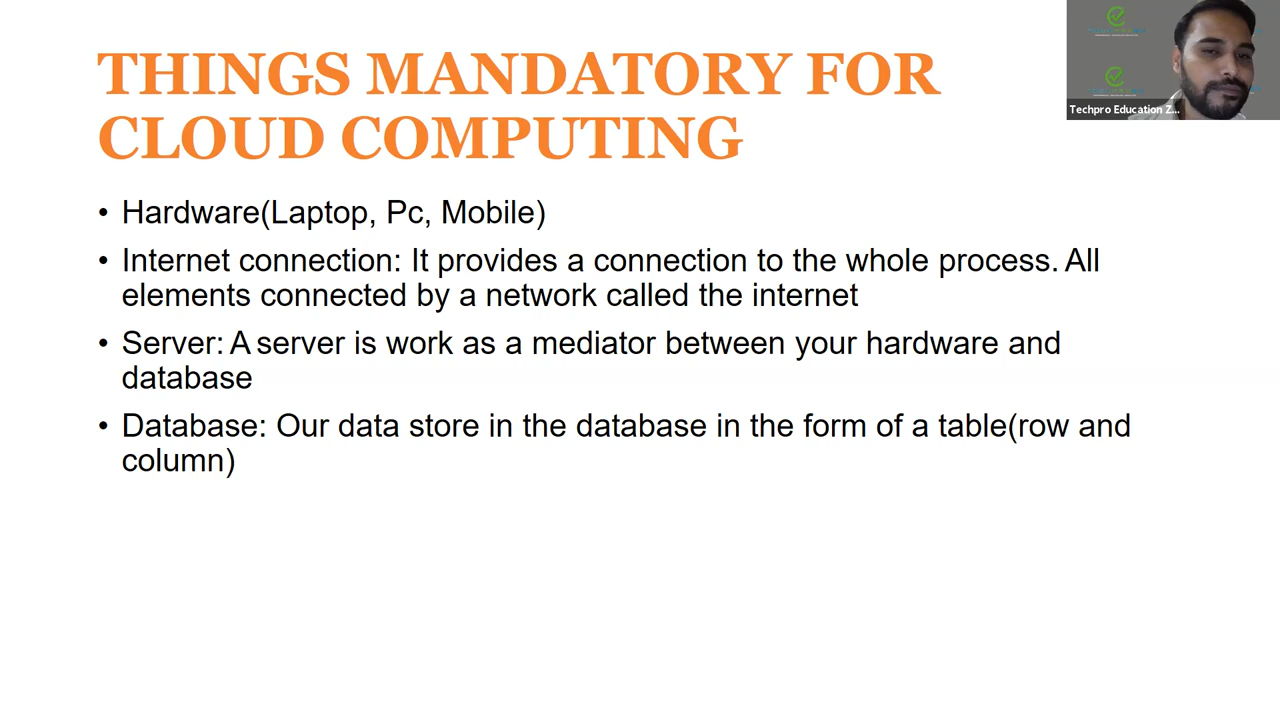 THINGS MANDATORY FOR
CLOUD COMPUTING
• Hardware(Laptop, Pc, Mobile)
• Internet connection: It provides a connection to the whole process. All
elements connected by a network called the internet
• Server: A server is work as a mediator between your hardware and
database
• Database: Our data store in the database in the form of a table(row and
column)
Techpro Education Z...